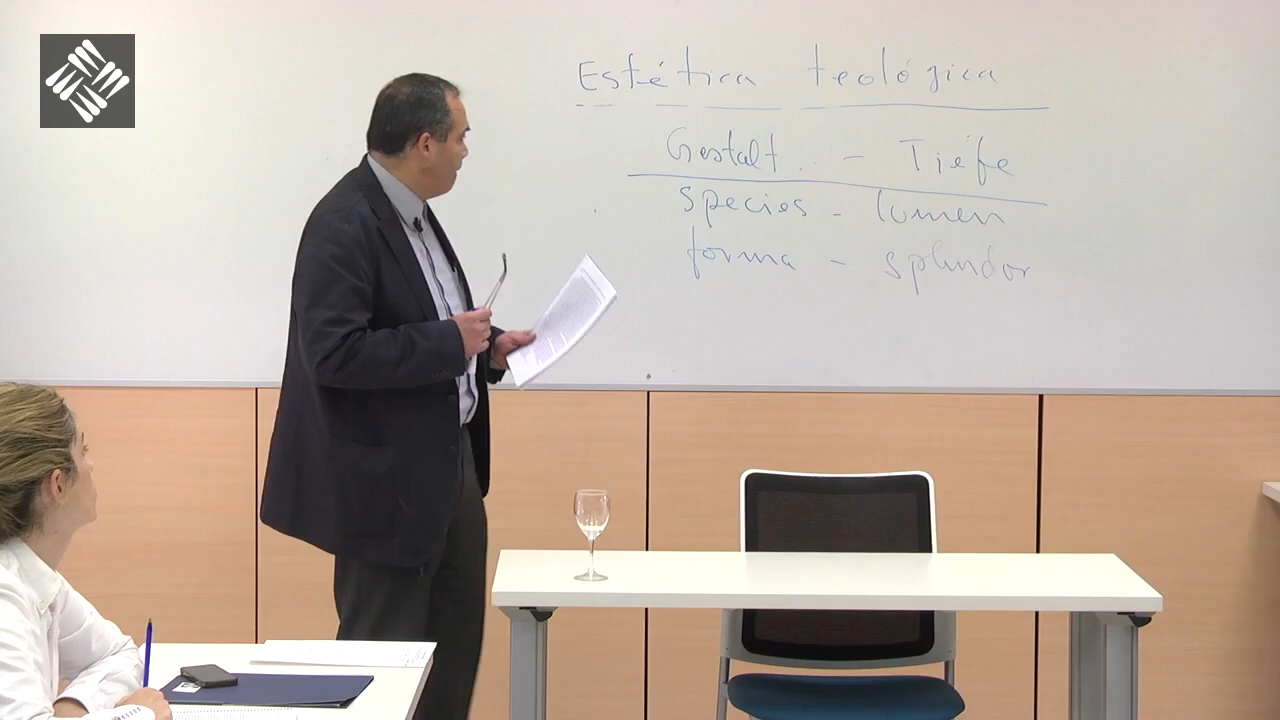 Estética teológica
Gestalt - Tiefe
species - lumen
forma - splendor